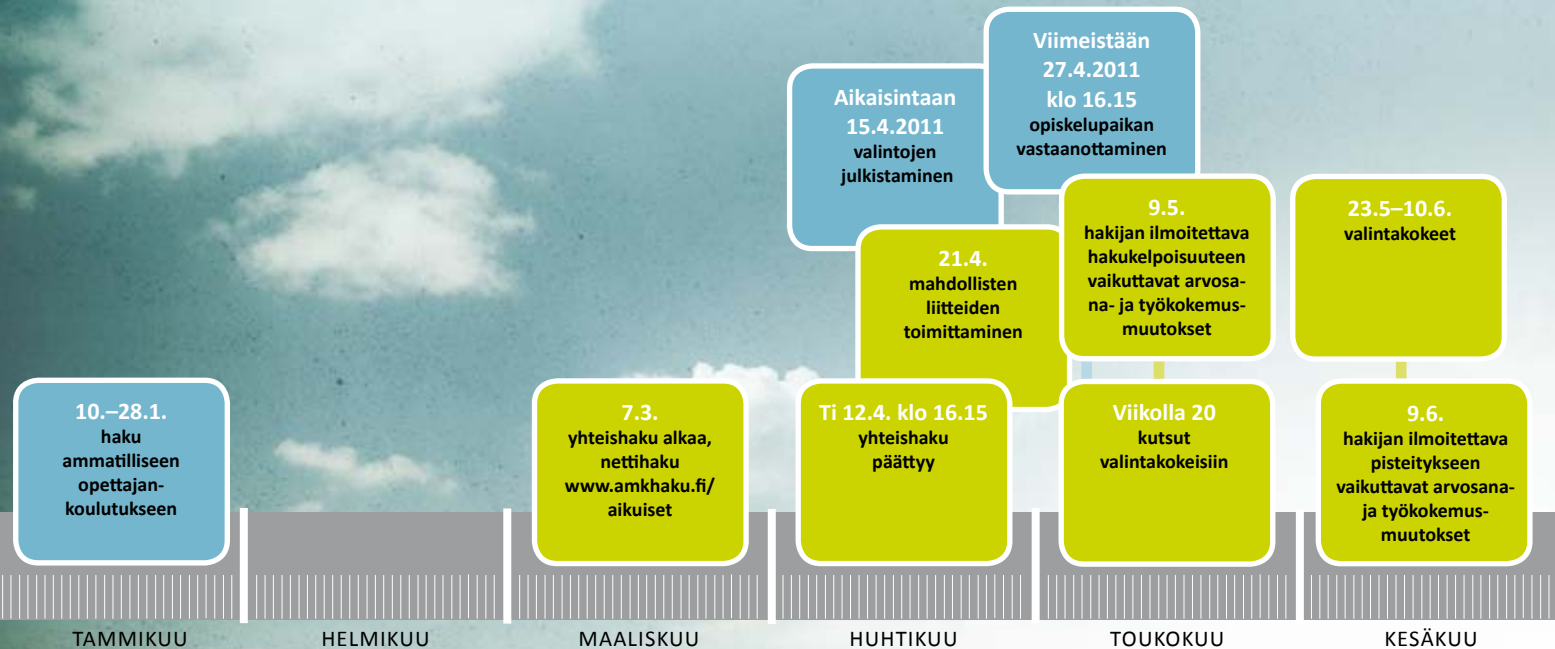 Viimeistään
27.4.2011
klo 16.15
opiskelupaikan
vastaanottaminen
Aikaisintaan
15.4.2011
valintojen
julkistaminen
21.4.
mahdollisten
liitteiden
toimittaminen
9.5.
hakijan ilmoitettava
hakukelpoisuuteen
vaikuttavat arvosa-
na- ja työkokemus-
muutokset
23.5–10.6.
valintakokeet
10.–28.1.
haku
ammatilliseen
opettajan-
koulutukseen
7.3.
yhteishaku alkaa,
nettihaku
www.amkhaku.fi/
aikuiset
Ti 12.4. klo 16.15
yhteishaku
päättyy
Viikolla 20
kutsut
valintakokeisiin
9.6.
hakijan ilmoitettava
pisteitykseen
vaikuttavat arvosana-
ja työkokemus-
muutokset
TAMMIKUU
HELMIKUU
MAALISKUU
HUHTIKUU
TOUKOKUU
KESÄKUU